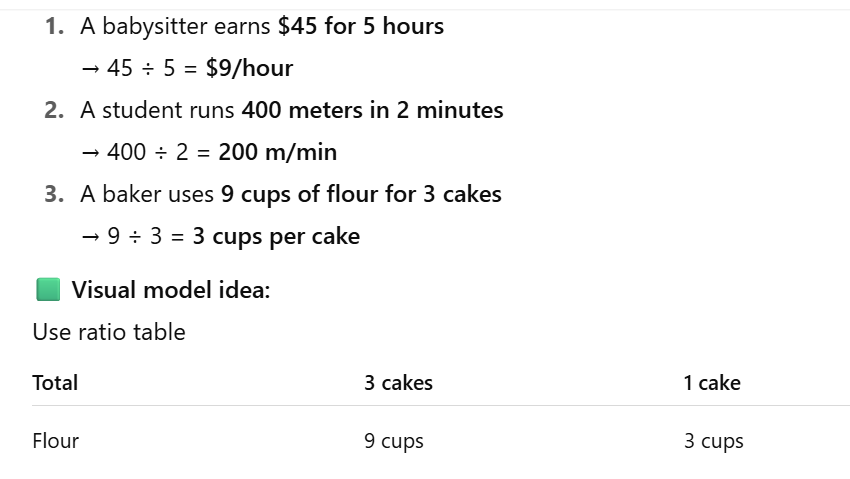 1. A babysitter earns $45 for 5 hours
→ 45 ÷ 5 = $9/hour
2. A student runs 400 meters in 2 minutes
→ 400 ÷ 2 = 200 m/min
3. A baker uses 9 cups of flour for 3 cakes
→ 9 ÷ 3 = 3 cups per cake
Visual model idea:
Use ratio table
Total 3 cakes 1 cake
Flour 9 cups 3 cups